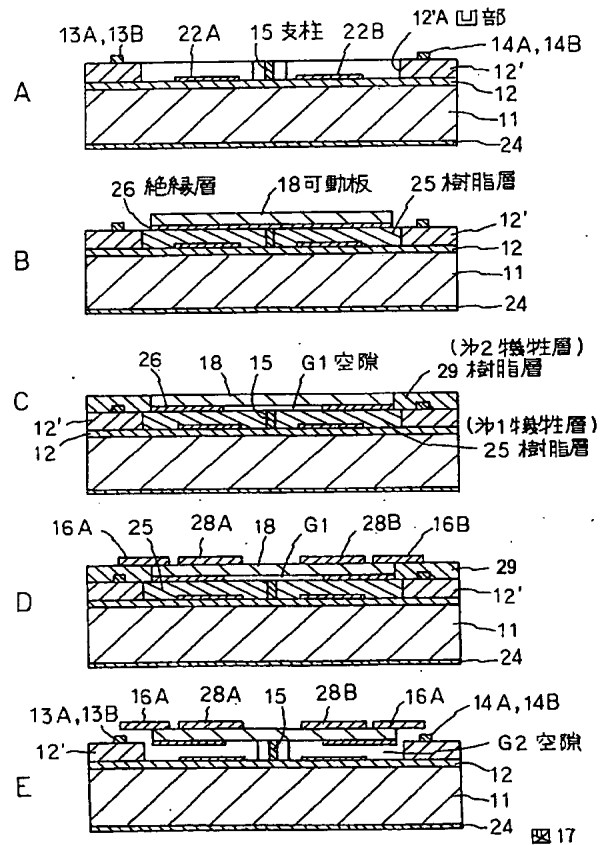 13A,13B
22A
15 支柱
22B
12'A 凹部
14A,14B
A
12'
12
11
24
26 絶縁層
18可動板
25 樹脂層
B
12'
12
11
24
(沖2 犠牲層)
29 樹脂層
26
18
15
G1 空隙
C
12'
12
(沖1犠牲層)
25 樹脂層
16A
25
28A
18
G1
28B
16B
D
29
12'
11
24
13A,13B
16A
28A
15
28B
16A
14A,14B
12'
G2 空隙
E
12
11
24
図17